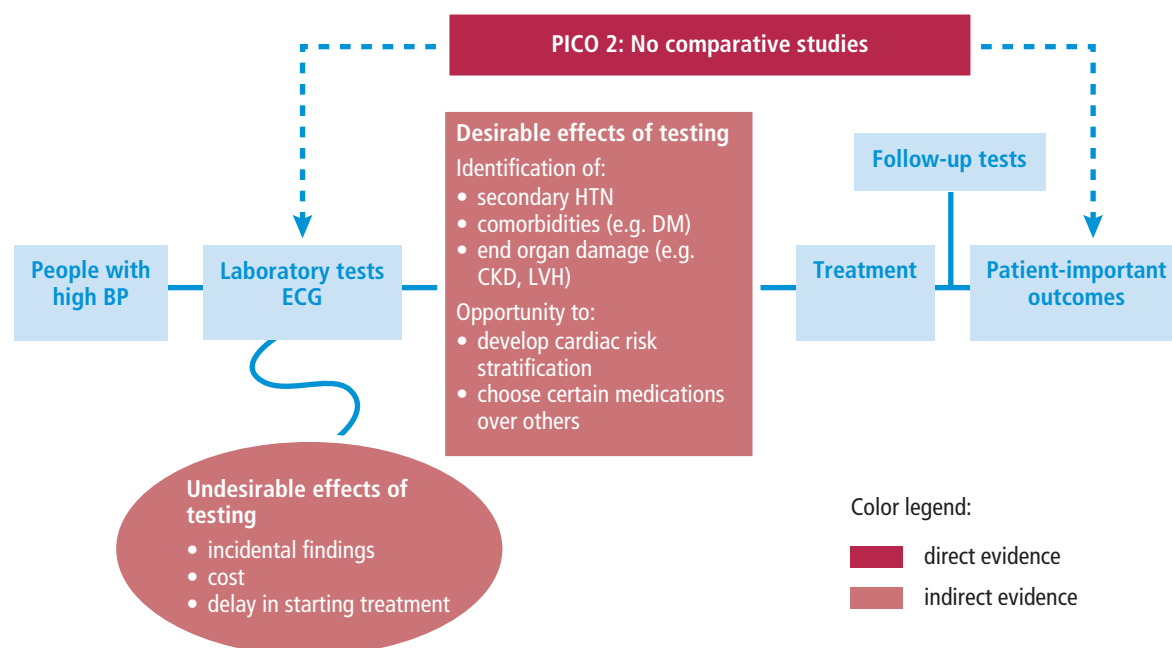 PICO 2: No comparative studies
People with
high BP
Laboratory tests
ECG
Desirable effects of testing
Identification of:
• secondary HTN
• comorbidities (e.g. DM)
• end organ damage (e.g.
CKD, LVH)
Opportunity to:
• develop cardiac risk
stratification
• choose certain medications
over others
Treatment
Follow-up tests
Patient-important
outcomes
Undesirable effects of
testing
• incidental findings
• cost
• delay in starting treatment
Color legend:
direct evidence
indirect evidence